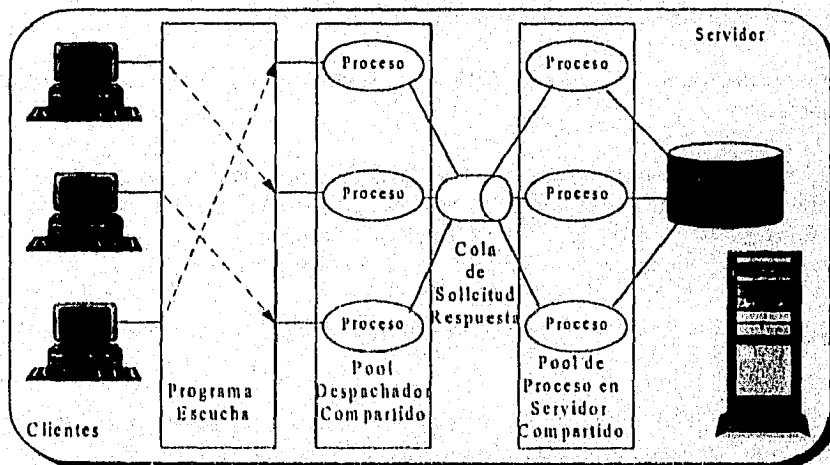 Servidor
Proceso
Proceso
Proceso
Proceso
Proceso
Proceso
Cola
de
Solicitud
Respuesta
Programa
Escucha
Pool
Despachador
Compartido
Pool de
Proceso en
Servidor
Compartido
Clientes